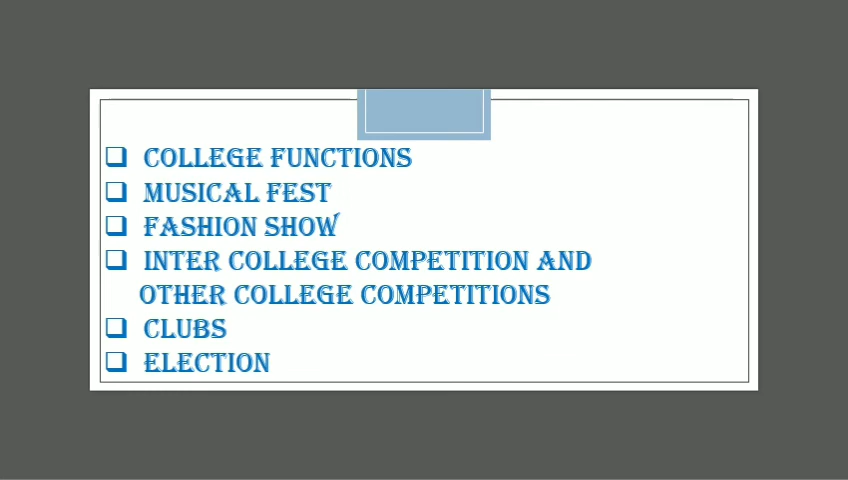 ❑ COLLEGE FUNCTIONS
❑ MUSICAL FEST
❑ FASHION SHOW
❑ INTER COLLEGE COMPETITION AND
OTHER COLLEGE COMPETITIONS
❑ CLUBS
❑ ELECTION